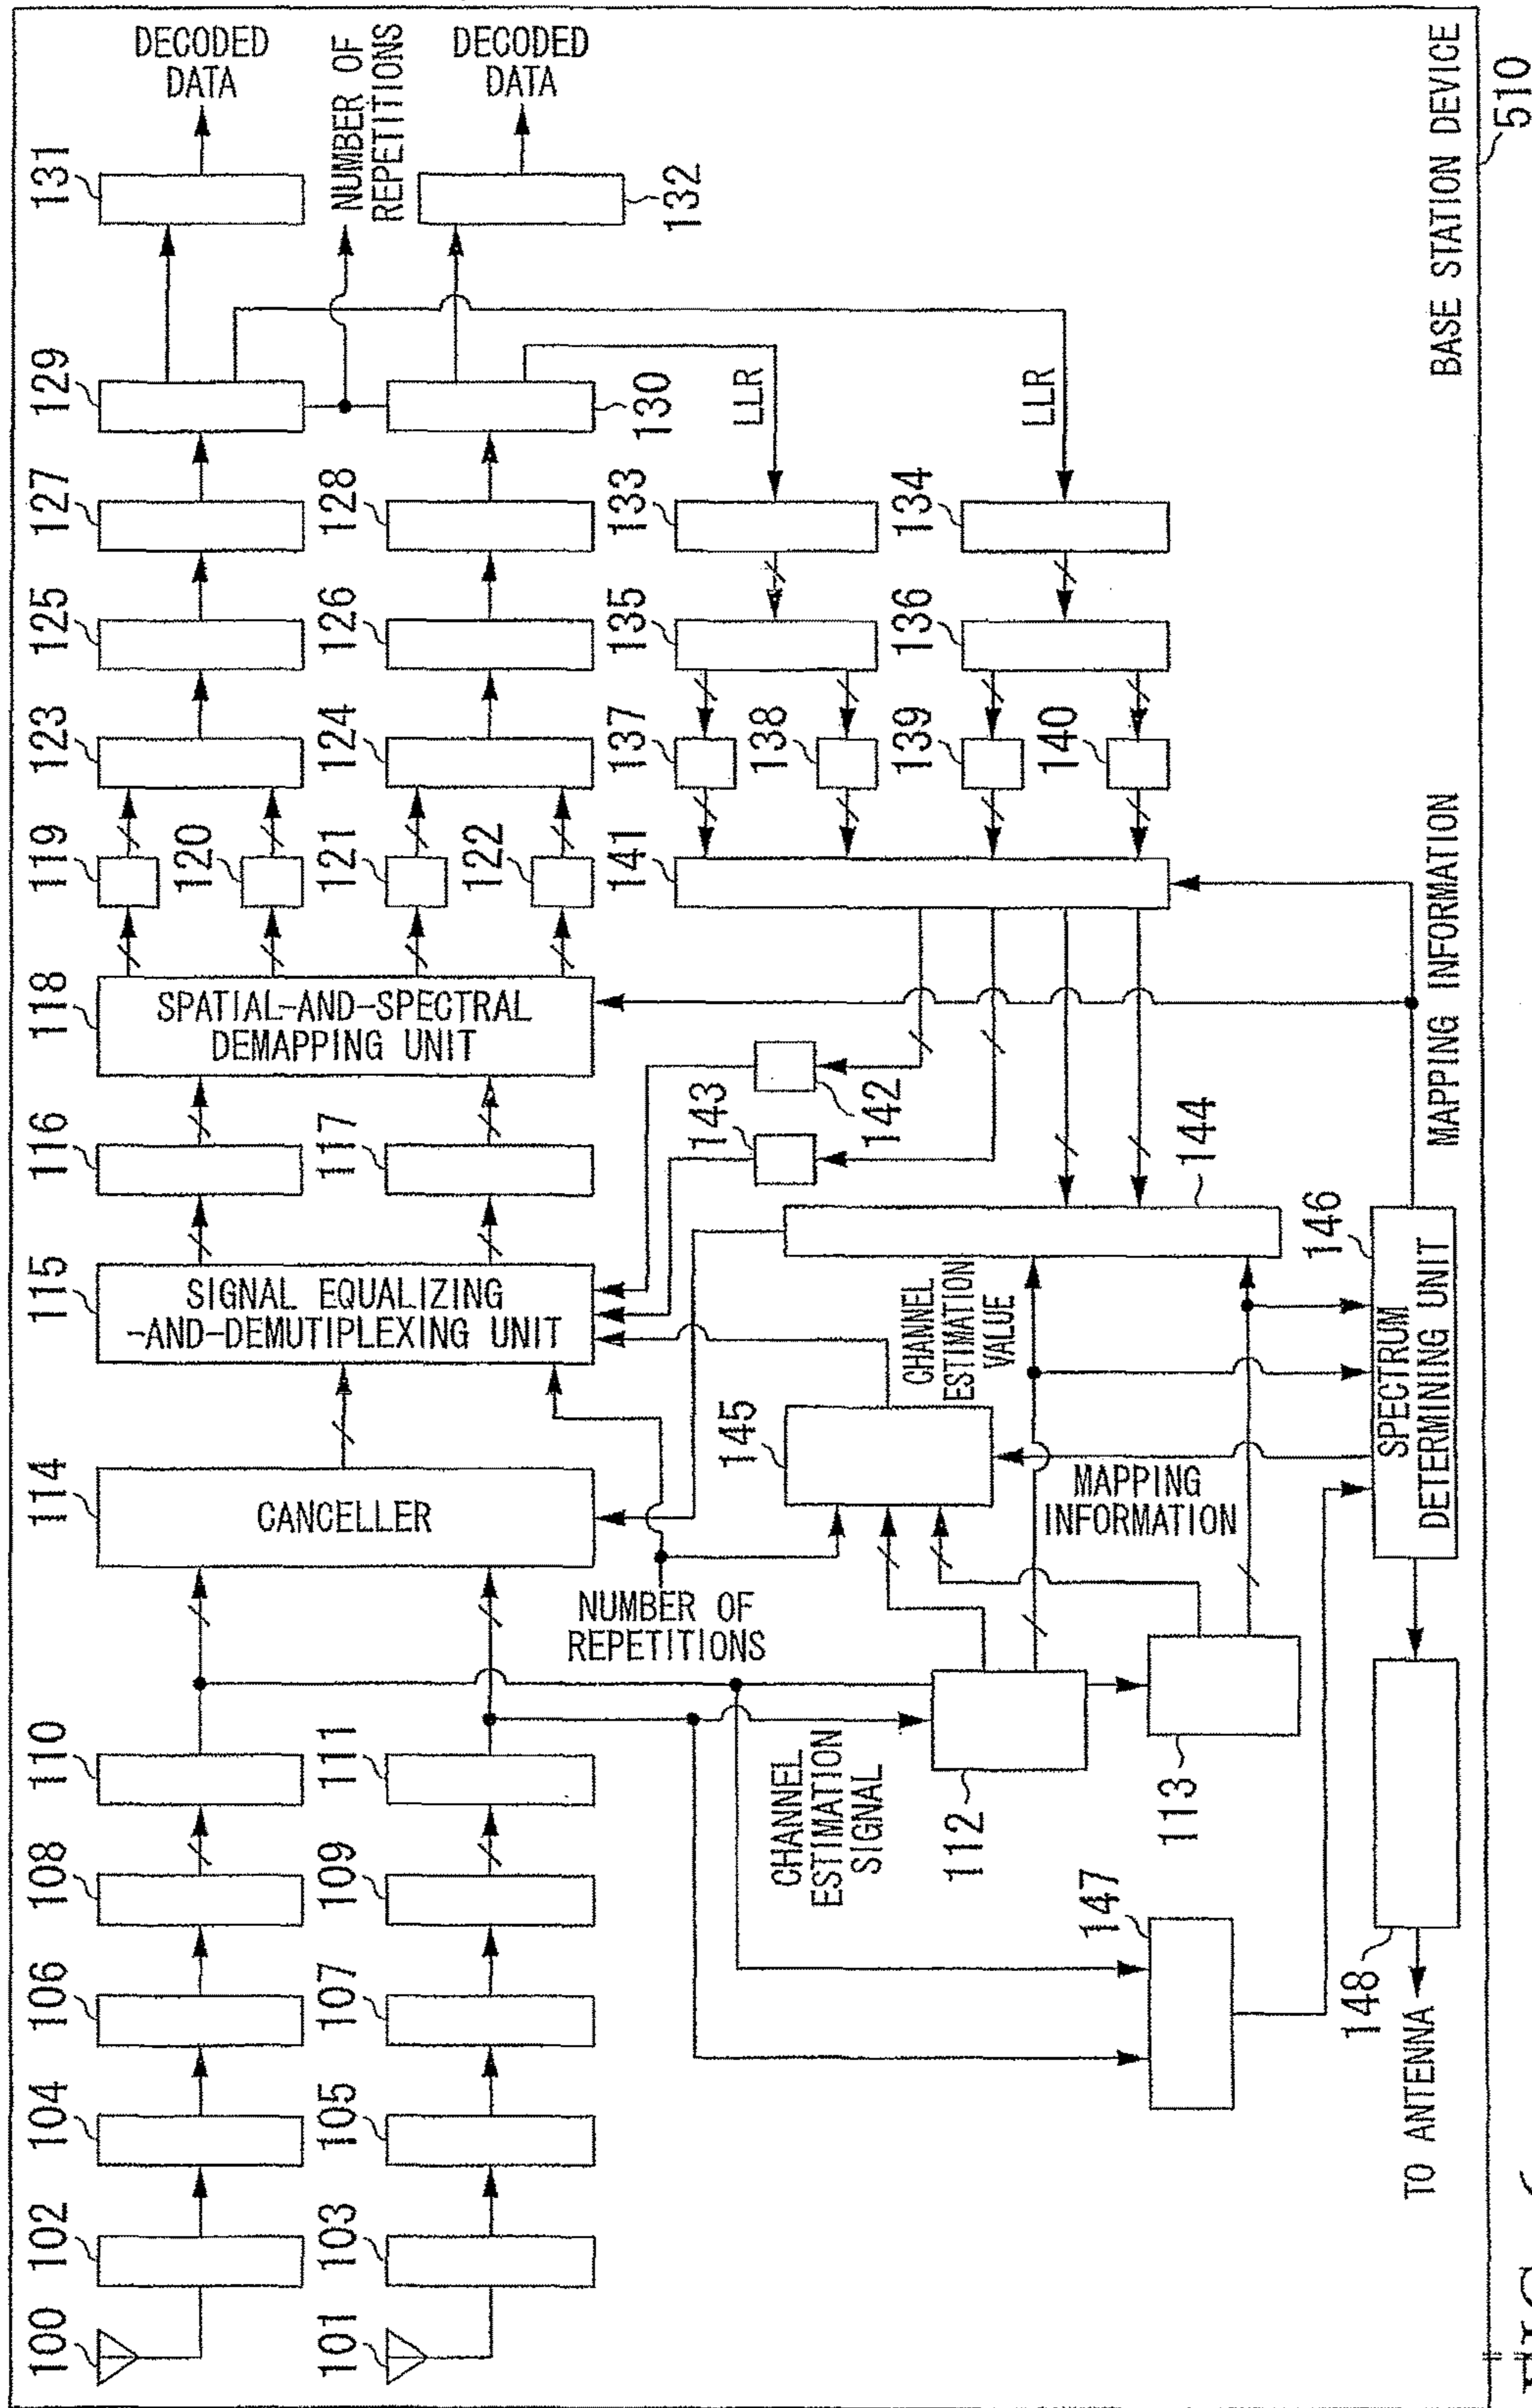 100
102
104
106
108
110
114
CANCELLER
115
SIGNAL EQUALIZING
-AND-DEMUTIPLEXING UNIT
116
118
SPATIAL-AND-SPECTRAL
DEMAPPING UNIT
119
120
123
125
127
129
131
DECODED
DATA
101
103
105
107
109
111
117
121
122
124
126
128
130
132
NUMBER OF
REPETITIONS
DECODED
DATA
NUMBER OF
REPETITIONS
143
142
141
137
138
135
133
LLR
139
140
136
134
LLR
CHANNEL
ESTIMATION
SIGNAL
112
113
147
145
CHANNEL
ESTIMATION
VALUE
MAPPING
INFORMATION
144
146
SPECTRUM
DETERMINING UNIT
148
TO ANTENNA
MAPPING INFORMATION
BASE STATION DEVICE
510